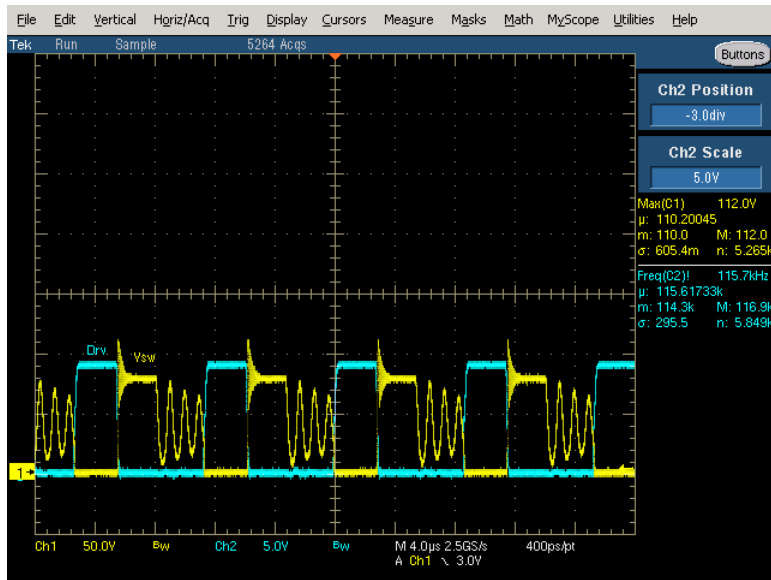 File Edit Vertical Horiz/Acq Trig Display Cursors Measure Masks Math MyScope Utilities Help
Tek Run Sample 5264 Acqs
Buttons
Ch2 Position
-3.0div
Ch2 Scale
5.0V
Max(C1) 112.0V
µ: 110.20045
m: 110.0 M: 112.0
σ: 605.4m n: 5.265k
Freq(C2)! 115.7kHz
µ: 115.61733k
m: 114.3k M: 116.9k
σ: 295.5 n: 5.849k
Drv Vsw
1
Ch1 50.0V Bw Ch2 5.0V Bw M 4.0µs 2.5GS/s 400ps/pt
A Ch1 ∖ 3.0V